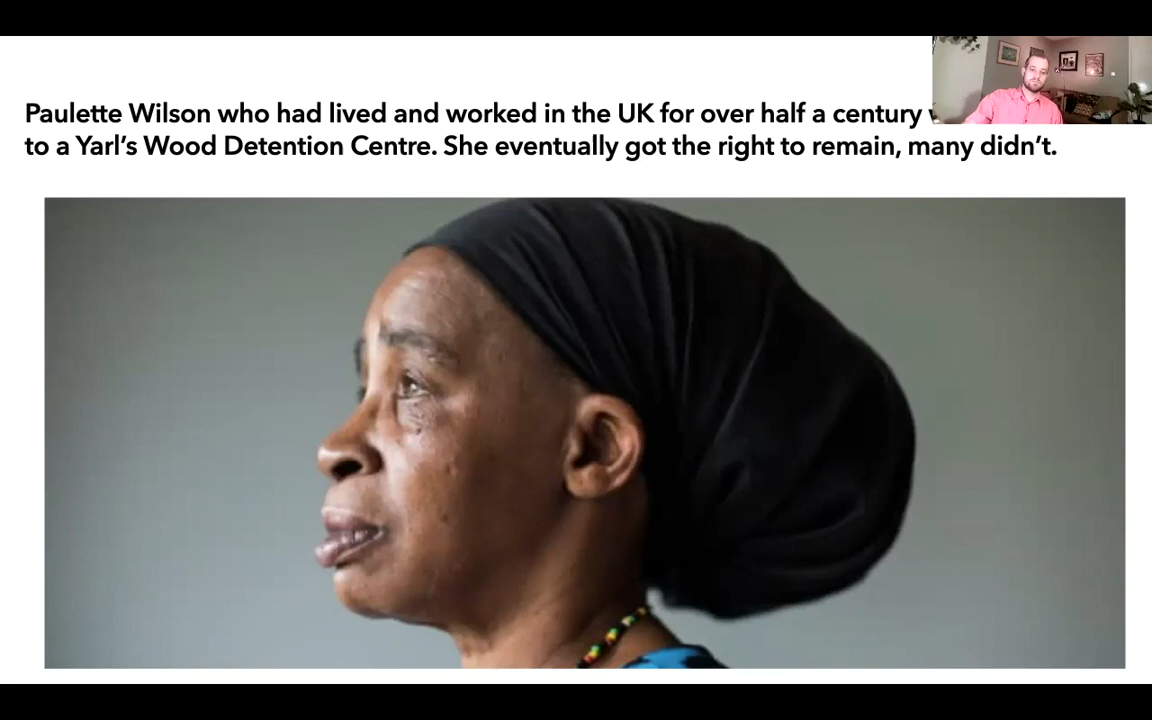 Paulette Wilson who had lived and worked in the UK for over half a century
to a Yarl’s Wood Detention Centre. She eventually got the right to remain, many didn’t.